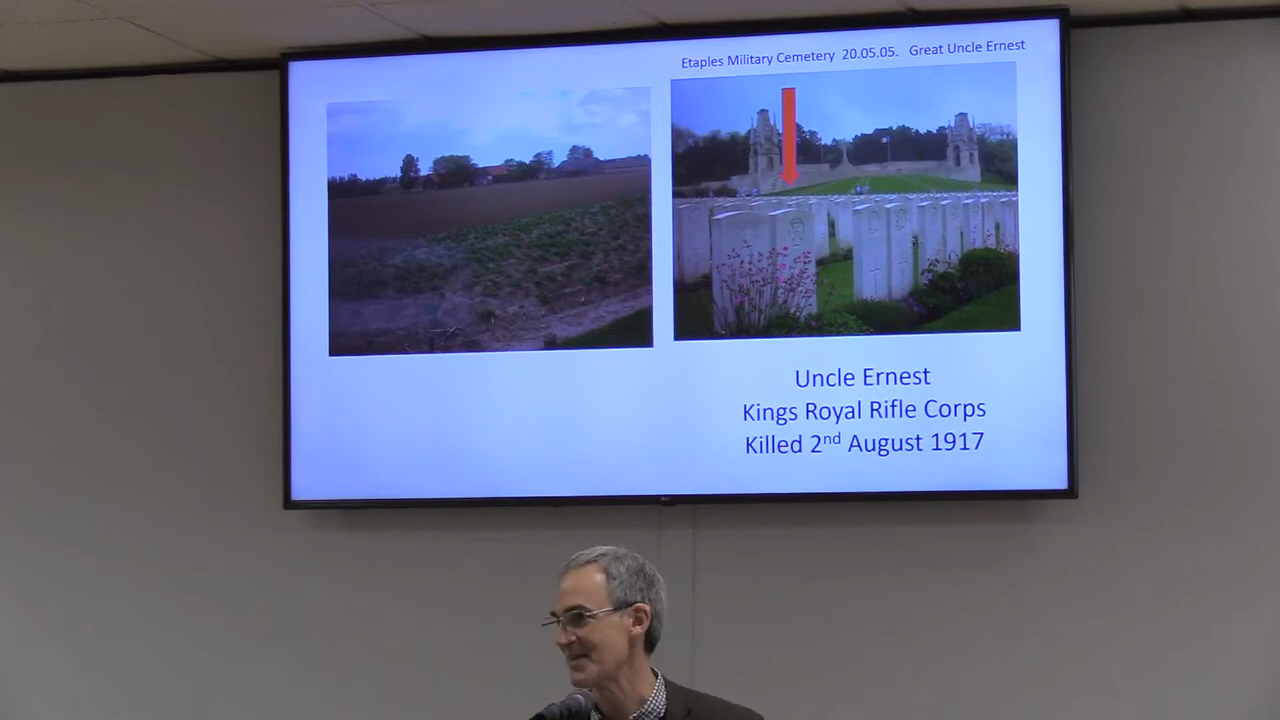 Etaples Military Cemetery 20.05.05. Great Uncle Ernest
Uncle Ernest
Kings Royal Rifle Corps
Killed 2nd August 1917